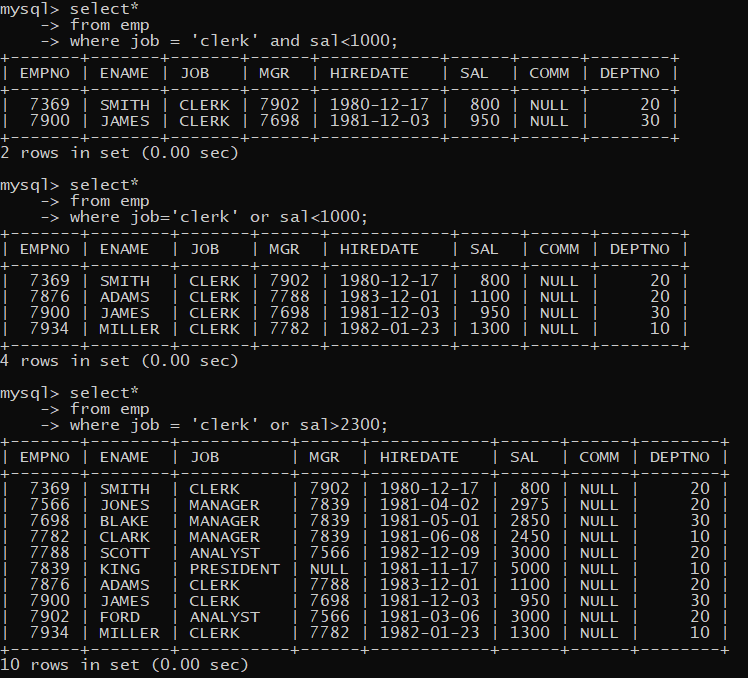 mysql> select*
    -> from emp
    -> where job = 'clerk' and sal<1000;
+-------+-------+-------+------+------------+------+------+--------+
| EMPNO | ENAME | JOB   | MGR  | HIREDATE   | SAL  | COMM | DEPTNO |
+-------+-------+-------+------+------------+------+------+--------+
|  7369 | SMITH | CLERK | 7902 | 1980-12-17 |  800 | NULL |     20 |
|  7900 | JAMES | CLERK | 7698 | 1981-12-03 |  950 | NULL |     30 |
+-------+-------+-------+------+------------+------+------+--------+
2 rows in set (0.00 sec)

mysql> select*
    -> from emp
    -> where job='clerk' or sal<1000;
+-------+--------+-------+------+------------+------+------+--------+
| EMPNO | ENAME  | JOB   | MGR  | HIREDATE   | SAL  | COMM | DEPTNO |
+-------+--------+-------+------+------------+------+------+--------+
|  7369 | SMITH  | CLERK | 7902 | 1980-12-17 |  800 | NULL |     20 |
|  7876 | ADAMS  | CLERK | 7788 | 1983-12-01 | 1100 | NULL |     20 |
|  7900 | JAMES  | CLERK | 7698 | 1981-12-03 |  950 | NULL |     30 |
|  7934 | MILLER | CLERK | 7782 | 1982-01-23 | 1300 | NULL |     10 |
+-------+--------+-------+------+------------+------+------+--------+
4 rows in set (0.00 sec)

mysql> select*
    -> from emp
    -> where job = 'clerk' or sal>2300;
+-------+--------+-----------+------+------------+------+------+--------+
| EMPNO | ENAME  | JOB       | MGR  | HIREDATE   | SAL  | COMM | DEPTNO |
+-------+--------+-----------+------+------------+------+------+--------+
|  7369 | SMITH  | CLERK     | 7902 | 1980-12-17 |  800 | NULL |     20 |
|  7566 | JONES  | MANAGER   | 7839 | 1981-04-02 | 2975 | NULL |     20 |
|  7698 | BLAKE  | MANAGER   | 7839 | 1981-05-01 | 2850 | NULL |     30 |
|  7782 | CLARK  | MANAGER   | 7839 | 1981-06-08 | 2450 | NULL |     10 |
|  7788 | SCOTT  | ANALYST   | 7566 | 1982-12-09 | 3000 | NULL |     20 |
|  7839 | KING   | PRESIDENT | NULL | 1981-11-17 | 5000 | NULL |     10 |
|  7876 | ADAMS  | CLERK     | 7788 | 1983-12-01 | 1100 | NULL |     20 |
|  7900 | JAMES  | CLERK     | 7698 | 1981-12-03 |  950 | NULL |     30 |
|  7902 | FORD   | ANALYST   | 7566 | 1981-03-06 | 3000 | NULL |     20 |
|  7934 | MILLER | CLERK     | 7782 | 1982-01-23 | 1300 | NULL |     10 |
+-------+--------+-----------+------+------------+------+------+--------+
10 rows in set (0.00 sec)